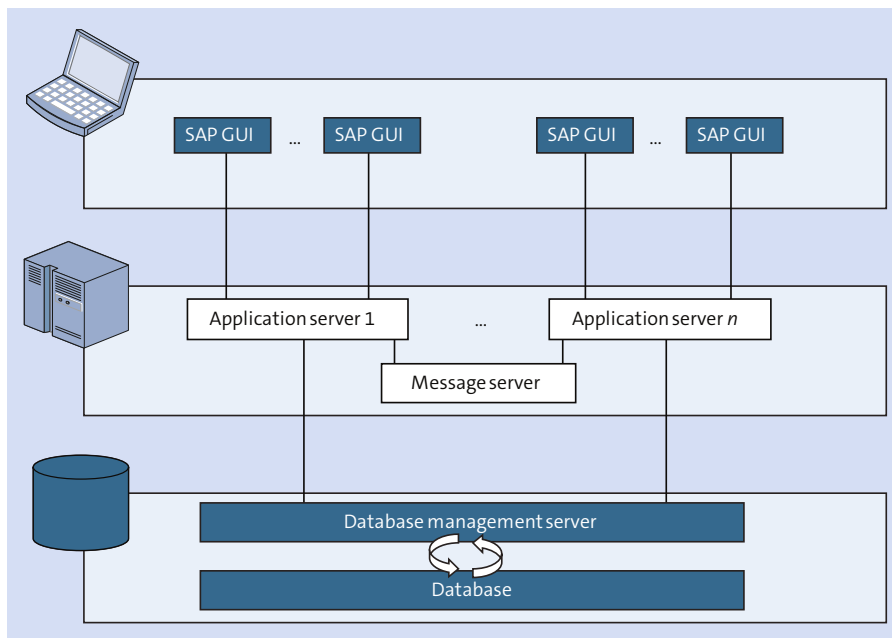 SAP GUI ... SAP GUI SAP GUI ... SAP GUI
Application server 1 ... Application server n
Message server
Database management server
Database